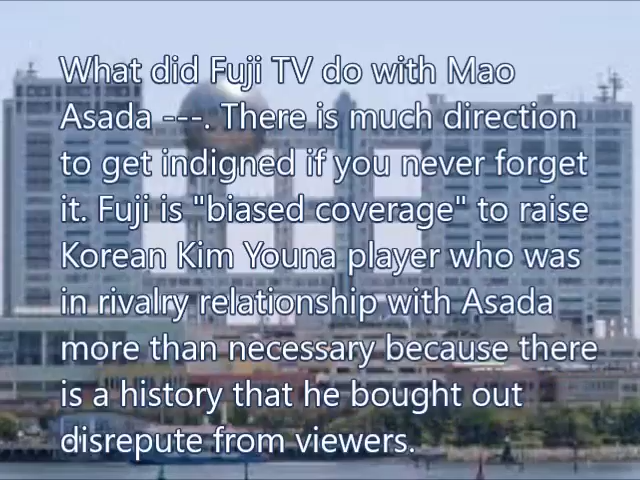 What did Fuji TV do with Mao
Asada ---. There is much direction
to get indigned if you never forget
it. Fuji is "biased coverage" to raise
Korean Kim Youna player who was
in rivalry relationship with Asada
more than necessary because there
is a history that he bought out
disrepute from viewers.